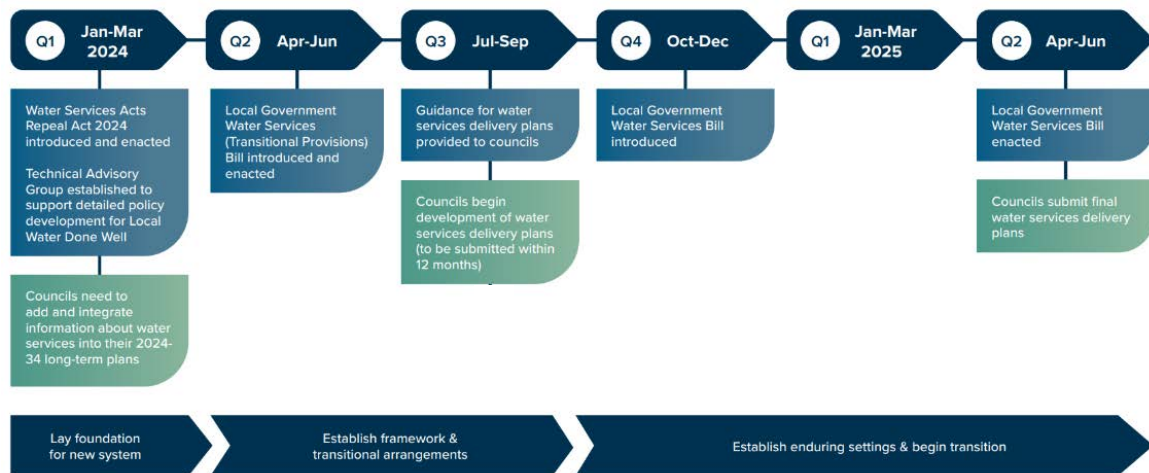 Q1
Jan-Mar
2024
Q2
Apr-Jun
Q3
Jul-Sep
Q4
Oct-Dec
Q1
Jan-Mar
2025
Q2
Apr-Jun
Water Services Acts
Repeal Act 2024
introduced and enacted
Technical Advisory
Group established to
support detailed policy
development for Local
Water Done Well
Councils need to
add and integrate
information about water
services into their 2024-
34 long-term plans
Local Government
Water Services
(Transitional Provisions)
Bill introduced and
enacted
Guidance for water
services delivery plans
provided to councils
Councils begin
development of water
services delivery plans
(to be submitted within
12 months)
Local Government
Water Services Bill
introduced
Local Government
Water Services Bill
enacted
Councils submit final
water services delivery
plans
Lay foundation
for new system
Establish framework &
transitional arrangements
Establish enduring settings & begin transition